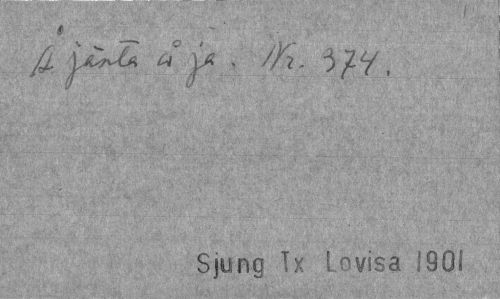 Å jänta å ja. Nr. 374.
Sjung Tx Lovisa 1901